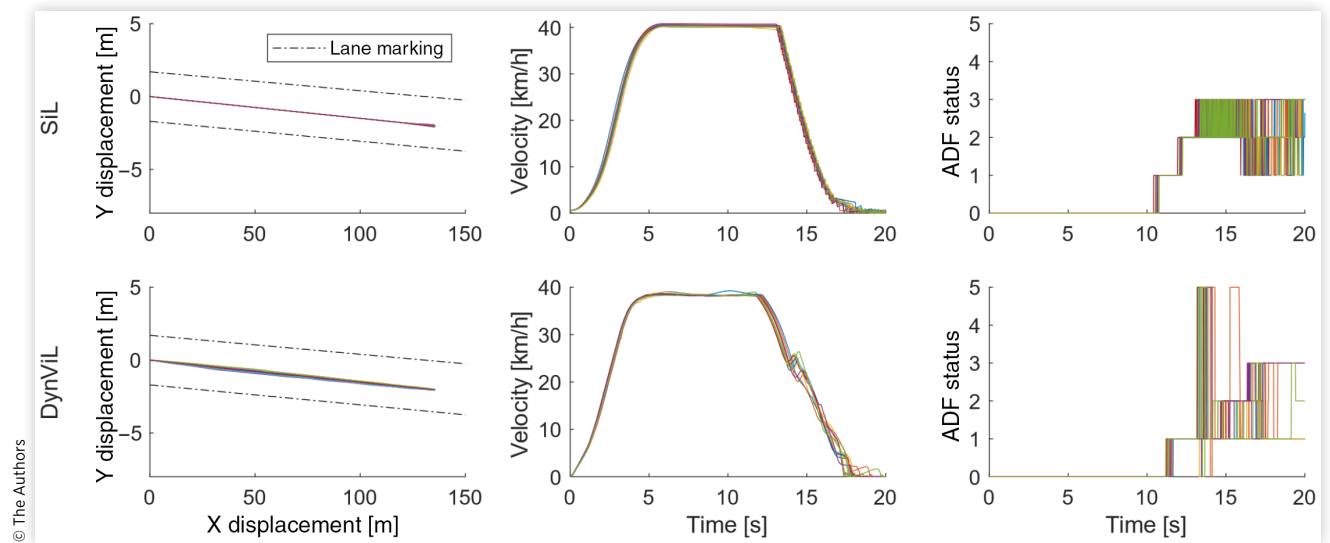 SiL
Y displacement [m]
5
0
−5
Lane marking
0 50 100 150
Velocity [km/h]
40
30
20
10
0
0 5 10 15 20
ADF status
5
4
3
2
1
0
0 5 10 15 20
DynViL
Y displacement [m]
5
0
−5
0 50 100 150
X displacement [m]
Velocity [km/h]
40
30
20
10
0
0 5 10 15 20
Time [s]
ADF status
5
4
3
2
1
0
0 5 10 15 20
Time [s]
© The Authors